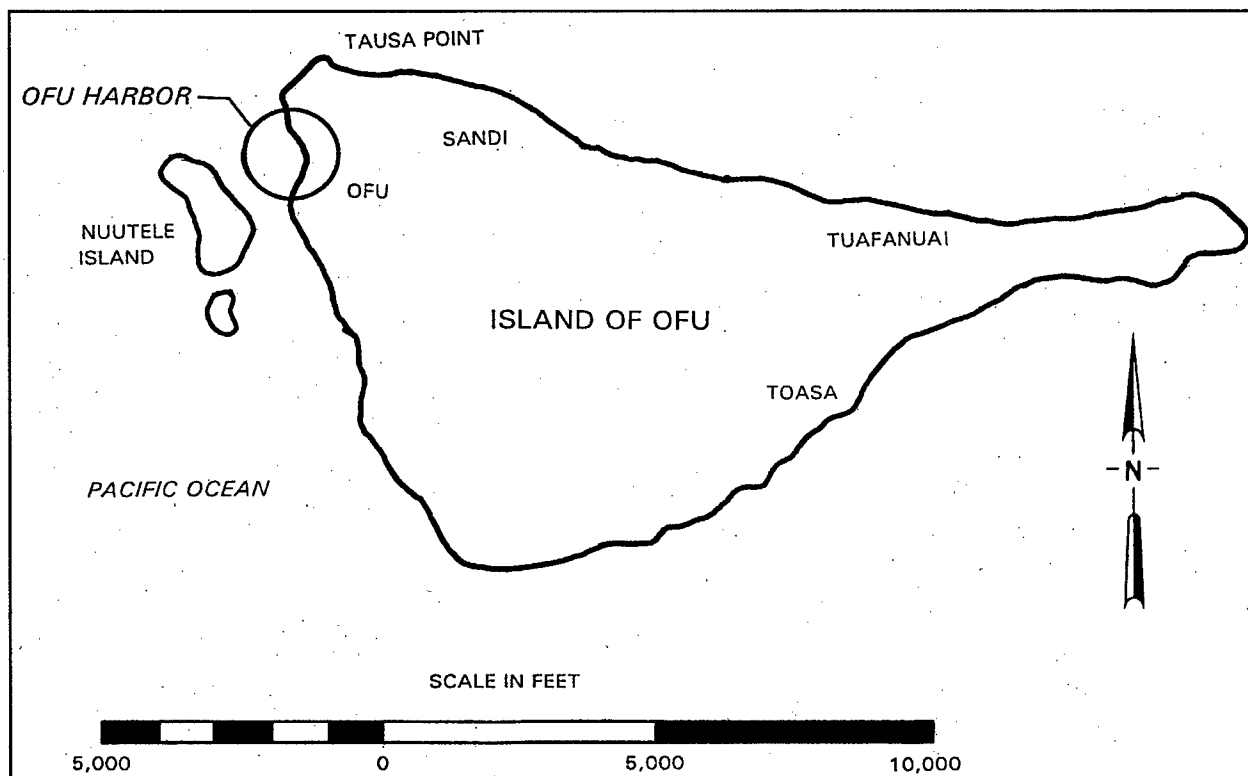 TAUSA POINT
OFU HARBOR
SANDI
OFU
NUUTELE
ISLAND
TUAFANUAI
ISLAND OF OFU
TOASA
N
PACIFIC OCEAN
SCALE IN FEET
5,000 0 5,000 10,000